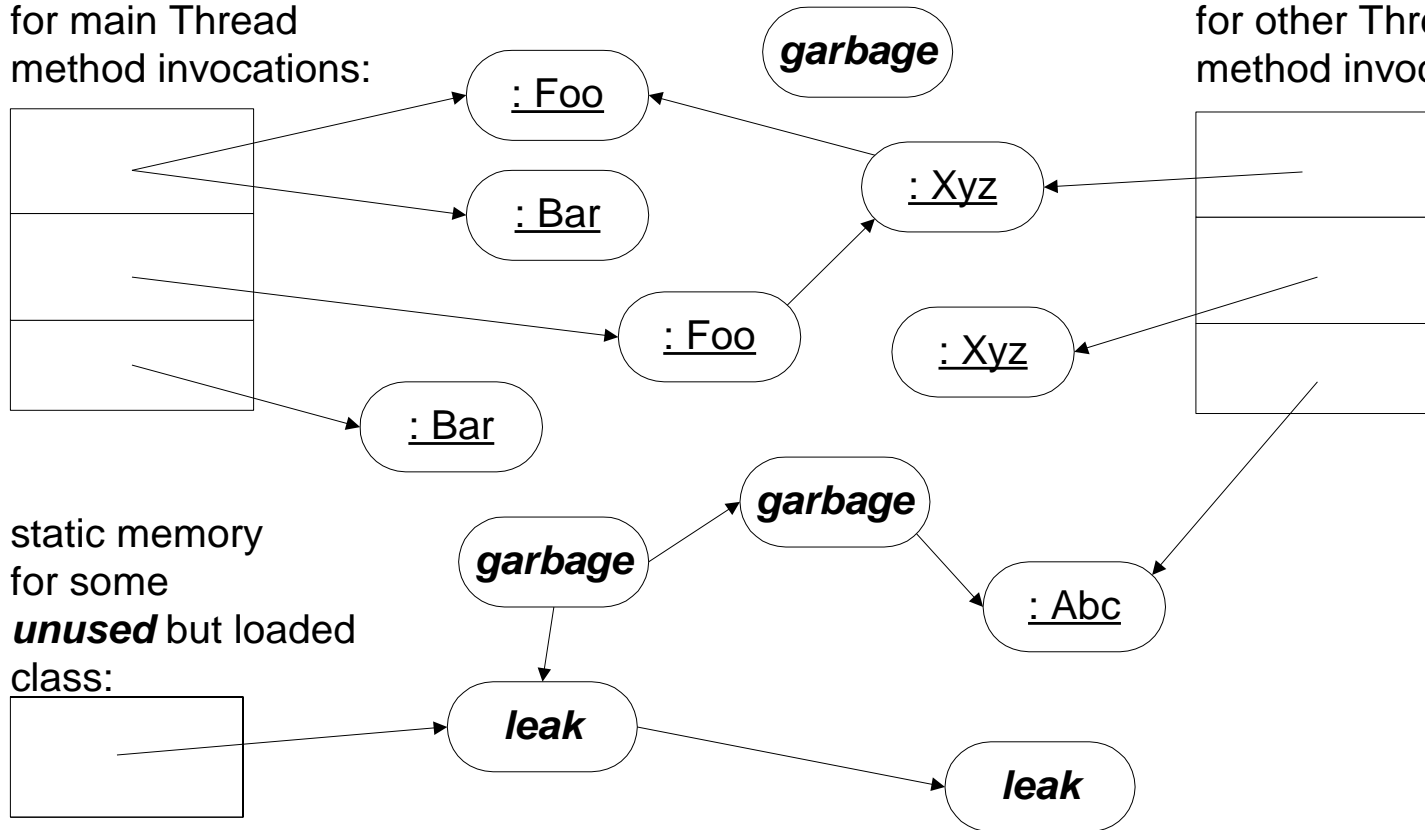 for main Thread
method invocations:
garbage
for other Thre
method invoc
: Foo
: Bar
: Xyz
: Foo
: Xyz
: Bar
garbage
garbage
: Abc
static memory
for some
unused but loaded
class:
leak
leak